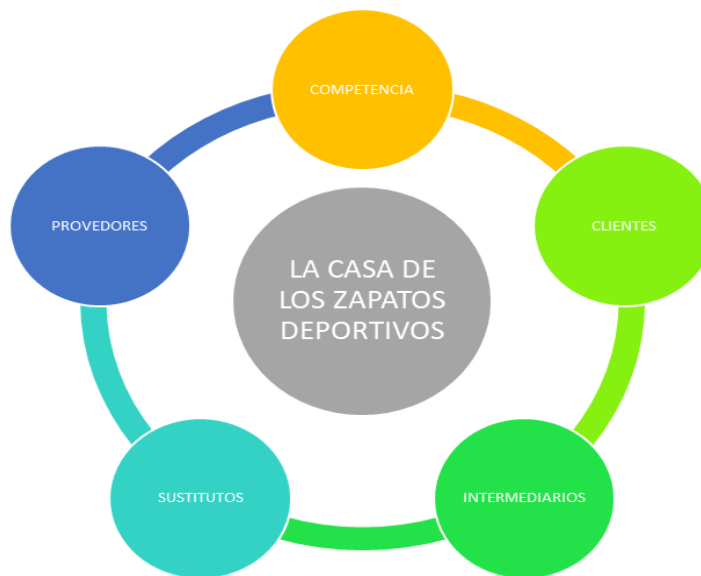 COMPETENCIA
CLIENTES
INTERMEDIARIOS
SUSTITUTOS
PROVEDORES
LA CASA DE
LOS ZAPATOS
DEPORTIVOS